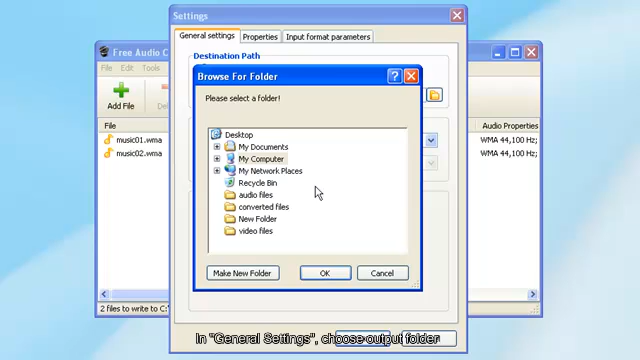 Settings
General settings
Properties
Input format parameters
Destination Path
Free Audio C
File
Edit
Tools
Add File
File
Audio Properties
music01.wma
WMA 44,100 Hz;
music02.wma
WMA 44,100 Hz;
Browse For Folder
Please select a folder!
Desktop
My Documents
My Computer
My Network Places
Recycle Bin
audio files
converted files
New Folder
video files
Make New Folder
OK
Cancel
2 files to write to C:\
In "General Settings", choose output folder